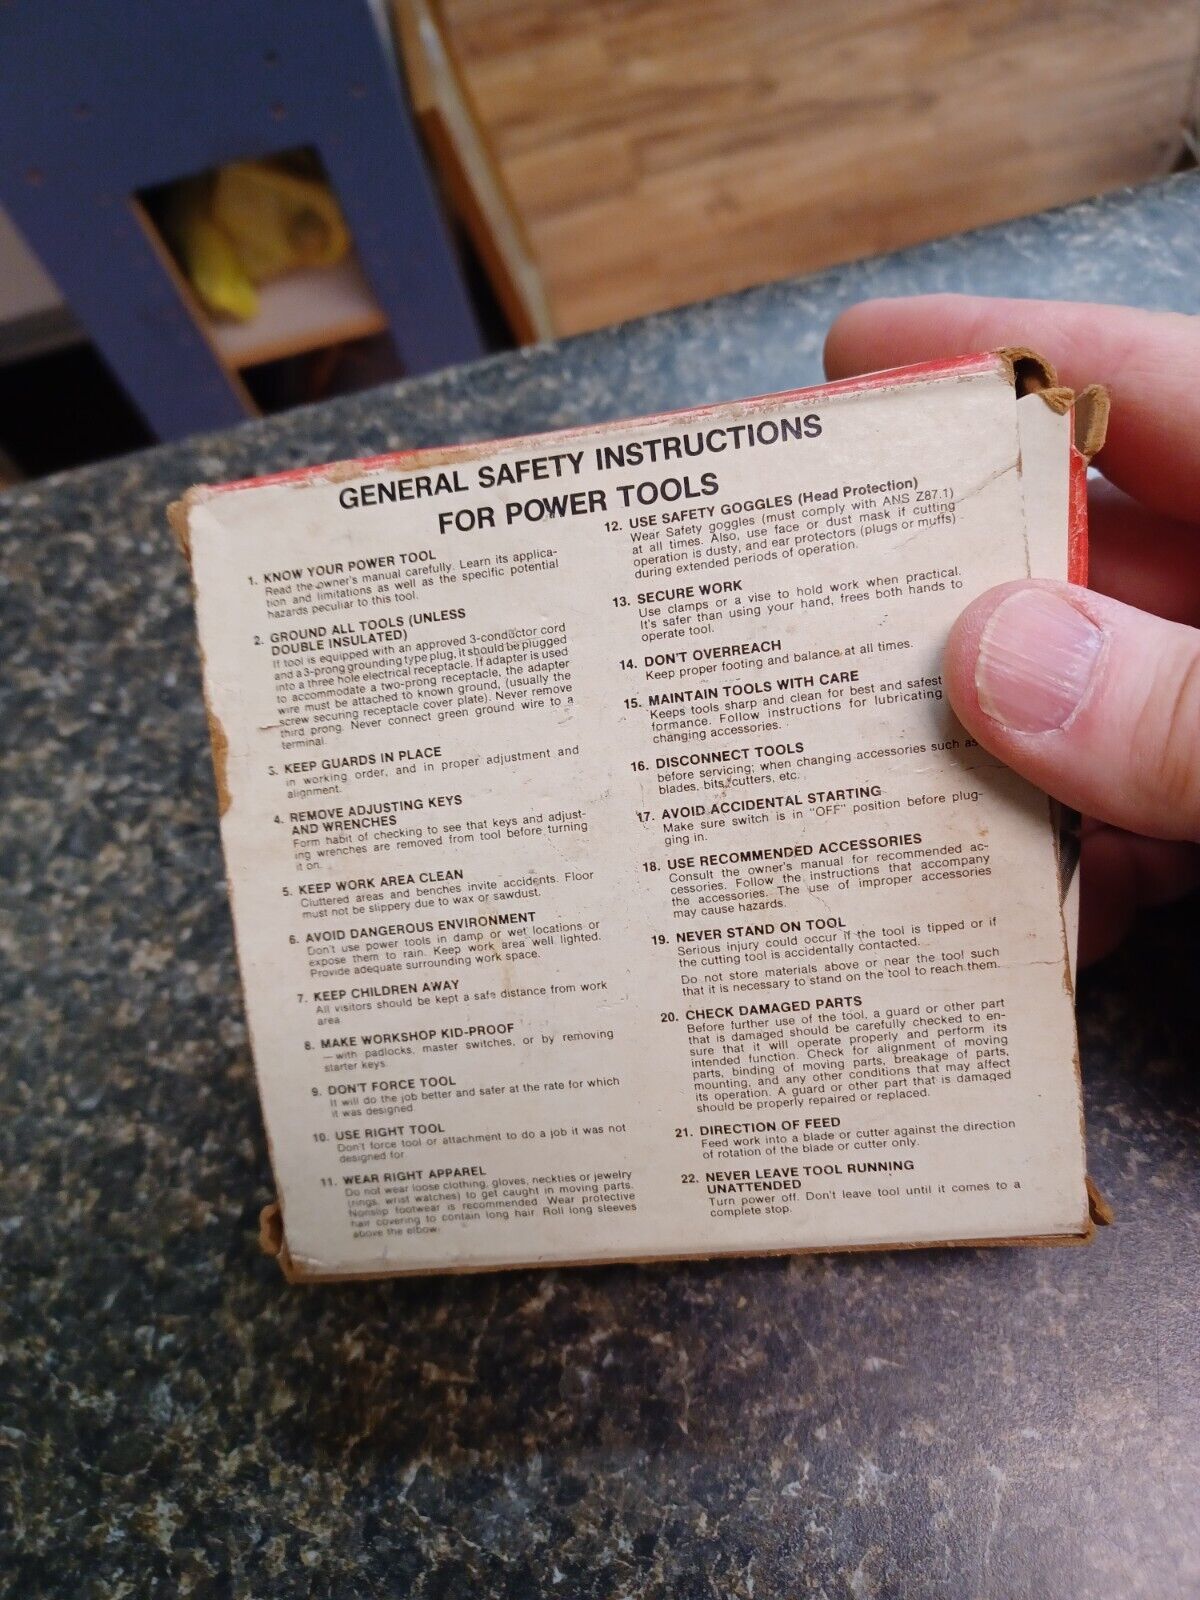 GENERAL SAFETY INSTRUCTIONS
FOR POWER TOOLS
1. KNOW YOUR POWER TOOL
Read the owner's manual carefully. Learn its applica-
tion and limitations as well as the specific potential
hazards peculiar to this tool.
2. GROUND ALL TOOLS (UNLESS
DOUBLE INSULATED)
If tool is equipped with an approved 3-conductor cord
and a 3-prong grounding type plug, it should be plugged
into a three hole electrical receptacle. If adapter is used
to accommodate a two-prong receptacle, the adapter
wire must be attached to known ground, (usually the
screw securing receptacle cover plate). Never remove
third prong. Never connect green ground wire to a
terminal.
3. KEEP GUARDS IN PLACE
in working order, and in proper adjustment and
alignment.
4. REMOVE ADJUSTING KEYS
AND WRENCHES
Form habit of checking to see that keys and adjust-
ing wrenches are removed from tool before turning
it on.
5. KEEP WORK AREA CLEAN
Cluttered areas and benches invite accidents. Floor
must not be slippery due to wax or sawdust.
6. AVOID DANGEROUS ENVIRONMENT
Don't use power tools in damp or wet locations or
expose them to rain. Keep work area well lighted.
Provide adequate surrounding work space.
7. KEEP CHILDREN AWAY
All visitors should be kept a safe distance from work
area
8. MAKE WORKSHOP KID-PROOF
— with padlocks, master switches, or by removing
starter keys.
9. DON'T FORCE TOOL
It will do the job better and safer at the rate for which
it was designed
10. USE RIGHT TOOL
Don't force tool or attachment to do a job it was not
designed for
11. WEAR RIGHT APPAREL
Do not wear loose clothing, gloves, neckties or jewelry
(rings, wrist watches) to get caught in moving parts.
Nonslip footwear is recommended. Wear protective
hair covering to contain long hair. Roll long sleeves
above the elbow.
12. USE SAFETY GOGGLES (Head Protection)
Wear Safety goggles (must comply with ANS Z87.1)
at all times. Also, use face or dust mask if cutting
operation is dusty, and ear protectors (plugs or muffs)
during extended periods of operation.
13. SECURE WORK
Use clamps or a vise to hold work when practical.
It's safer than using your hand, frees both hands to
operate tool.
14. DON'T OVERREACH
Keep proper footing and balance at all times.
15. MAINTAIN TOOLS WITH CARE
Keeps tools sharp and clean for best and safest
formance. Follow instructions for lubricating
changing accessories.
16. DISCONNECT TOOLS
before servicing; when changing accessories such as
blades, bits, cutters, etc.
17. AVOID ACCIDENTAL STARTING
Make sure switch is in "OFF" position before plug-
ging in.
18. USE RECOMMENDED ACCESSORIES
Consult the owner's manual for recommended ac-
cessories. Follow the instructions that accompany
the accessories. The use of improper accessories
may cause hazards.
19. NEVER STAND ON TOOL
Serious injury could occur if the tool is tipped or if
the cutting tool is accidentally contacted.
Do not store materials above or near the tool such
that it is necessary to stand on the tool to reach them.
20. CHECK DAMAGED PARTS
Before further use of the tool, a guard or other part
that is damaged should be carefully checked to en-
sure that it will operate properly and perform its
intended function. Check for alignment of moving
parts, binding of moving parts, breakage of parts,
mounting, and any other conditions that may affect
its operation. A guard or other part that is damaged
should be properly repaired or replaced.
21. DIRECTION OF FEED
Feed work into a blade or cutter against the direction
of rotation of the blade or cutter only.
22. NEVER LEAVE TOOL RUNNING
UNATTENDED
Turn power off. Don't leave tool until it comes to a
complete stop.